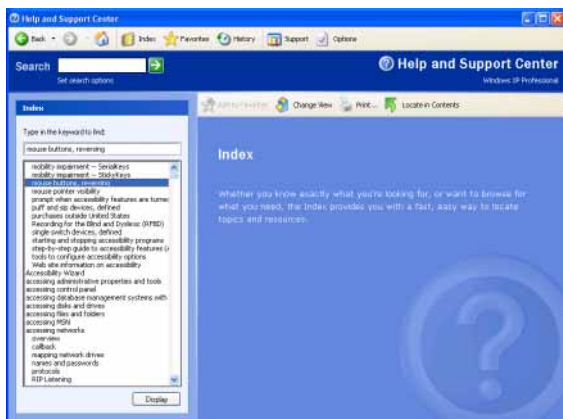 Help and Support Center
Back Index Favorites History Support Options
Search
Set search options
Help and Support Center
Windows XP Professional
Index
Add to Favorites Change View Print... Locate in Contents
Type in the keyword to find:
mouse buttons, reversing
mobility impairment -- SerialKeys
mobility impairment -- StickyKeys
mouse buttons, reversing
mouse pointer visibility
prompt when accessibility features are turned
puff and sip devices, defined
purchases outside United States
Recording for the Blind and Dyslexic (RFBD)
single switch devices, defined
starting and stopping accessibility programs
step-by-step guide to accessibility features (
tools to configure accessibility options
Web site information on accessibility
Accessibility Wizard
accessing administrative properties and tools
accessing control panel
accessing database management systems with
accessing disks and drives
accessing files and folders
accessing MSN
accessing networks
overview
callback
mapping network drives
names and passwords
protocols
RIP Listening
Display
Index
Whether you know exactly what you're looking for, or want to browse for
what you need, the Index provides you with a fast, easy way to locate
topics and resources.